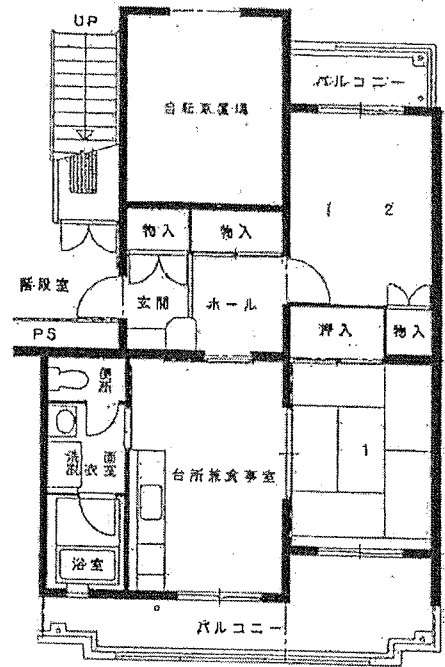 UP
バルコニー
自転車置場
1 2
物入
物入
階段室
玄関
ホール
PS
押入
物入
便所
洗面
脱衣室
台所兼食事室
1
浴室
バルコニー